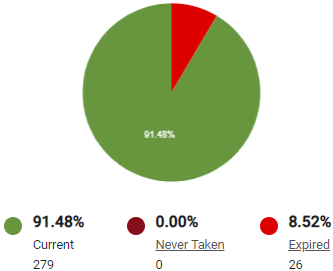 91.48%
91.48% 0.00% 8.52%
Current Never Taken Expired
279 0 26